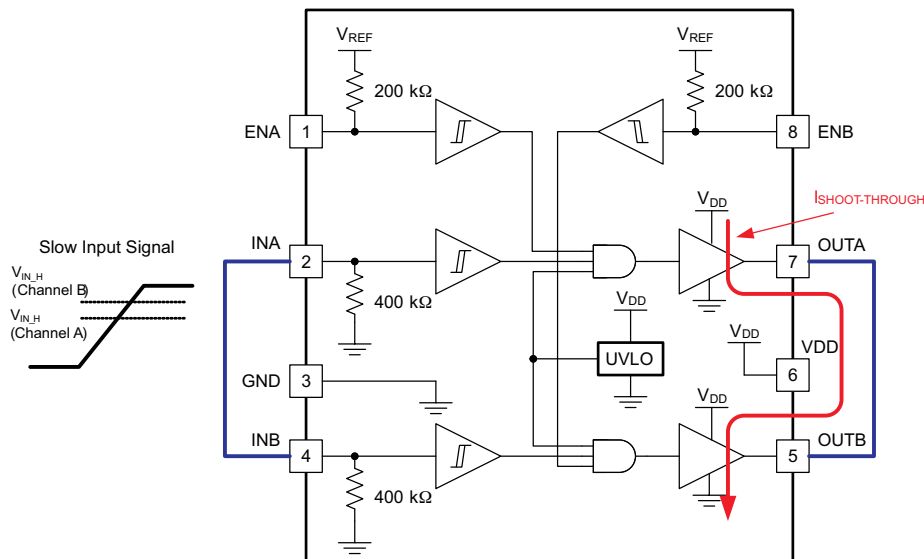 VREF
200 kΩ
VREF
200 kΩ
ENA
1
8
ENB
ISHOOT-THROUGH
VDD
Slow Input Signal
VIN_H
(Channel B)
VIN_H
(Channel A)
INA
2
7
OUTA
400 kΩ
VDD
UVLO
VDD
VDD
6
GND
3
VDD
INB
4
5
OUTB
400 kΩ